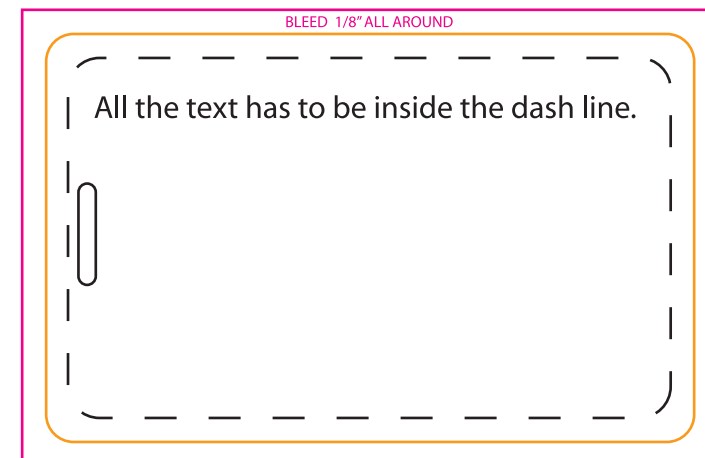 BLEED 1/8" ALL AROUND
All the text has to be inside the dash line.